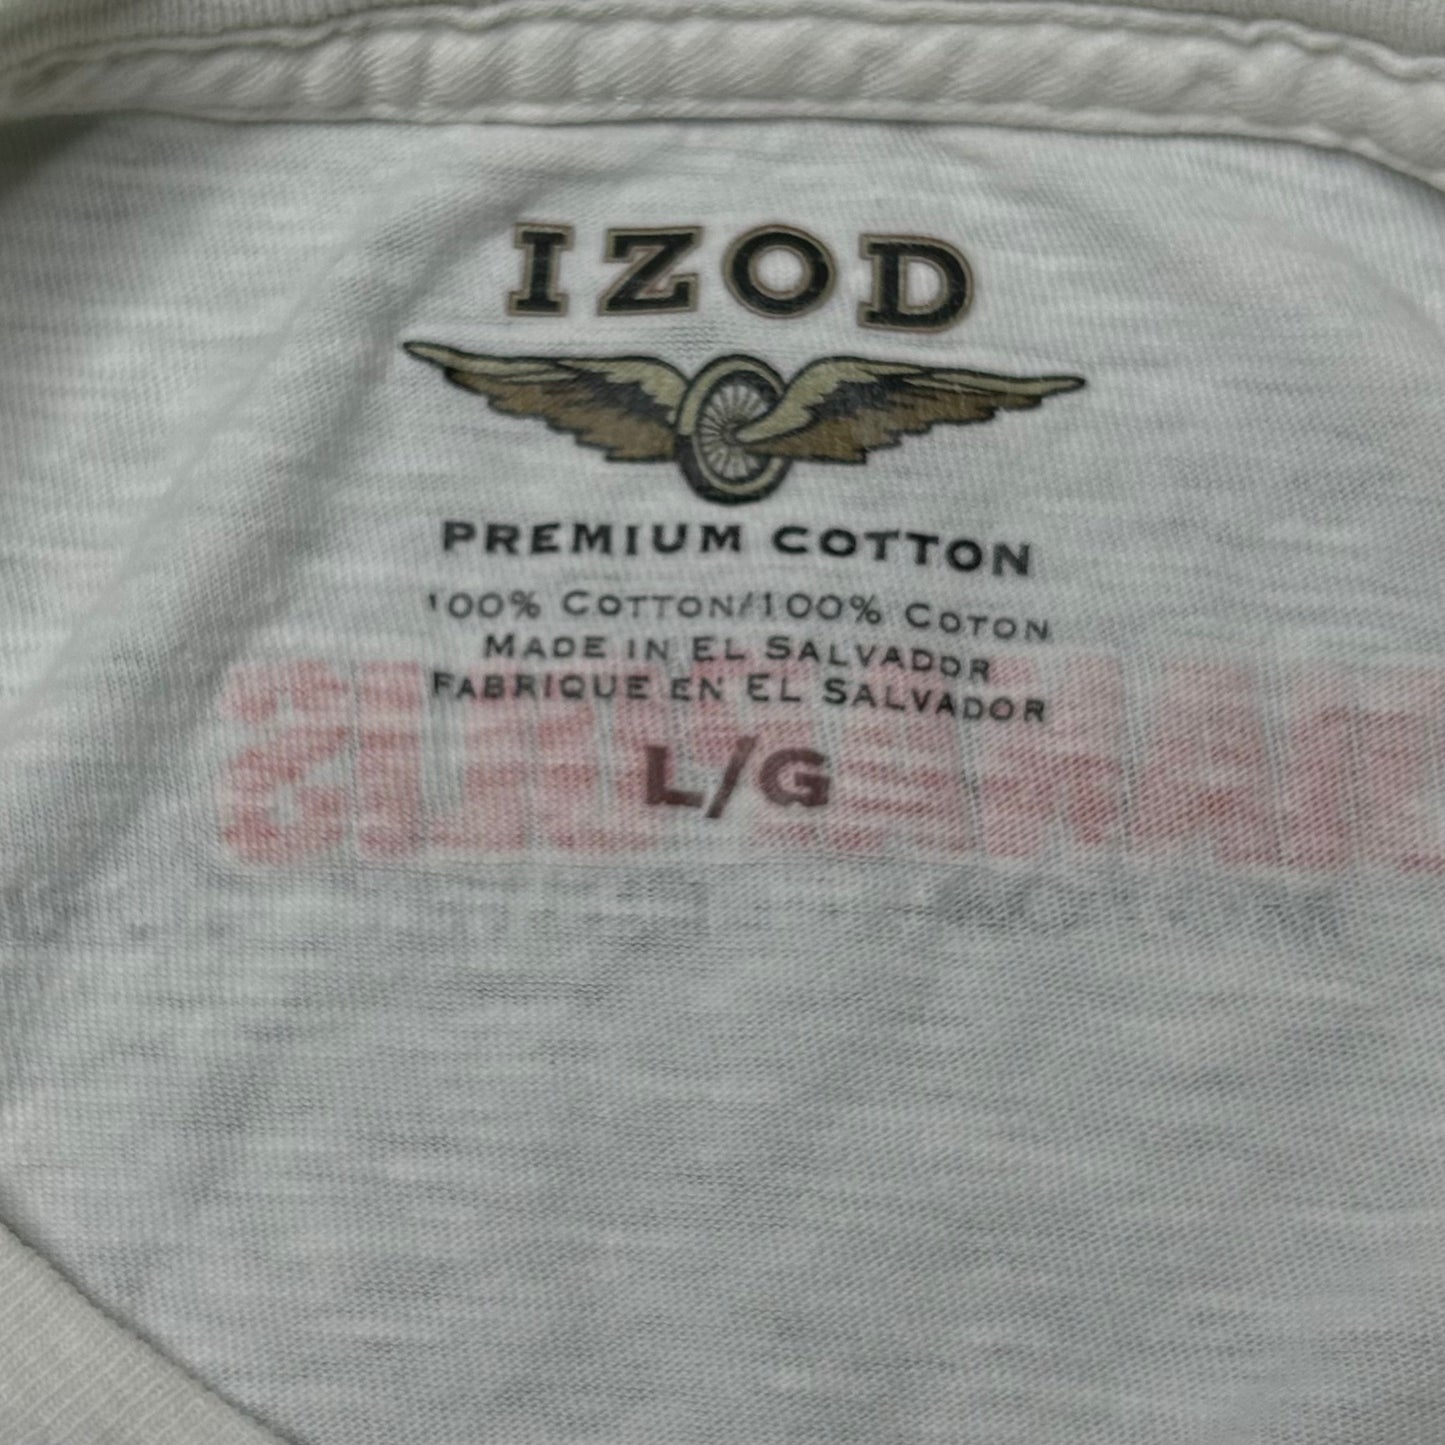 IZOD
PREMIUM COTTON
100% COTTON/100% COTON
MADE IN EL SALVADOR
FABRIQUE EN EL SALVADOR
L/G